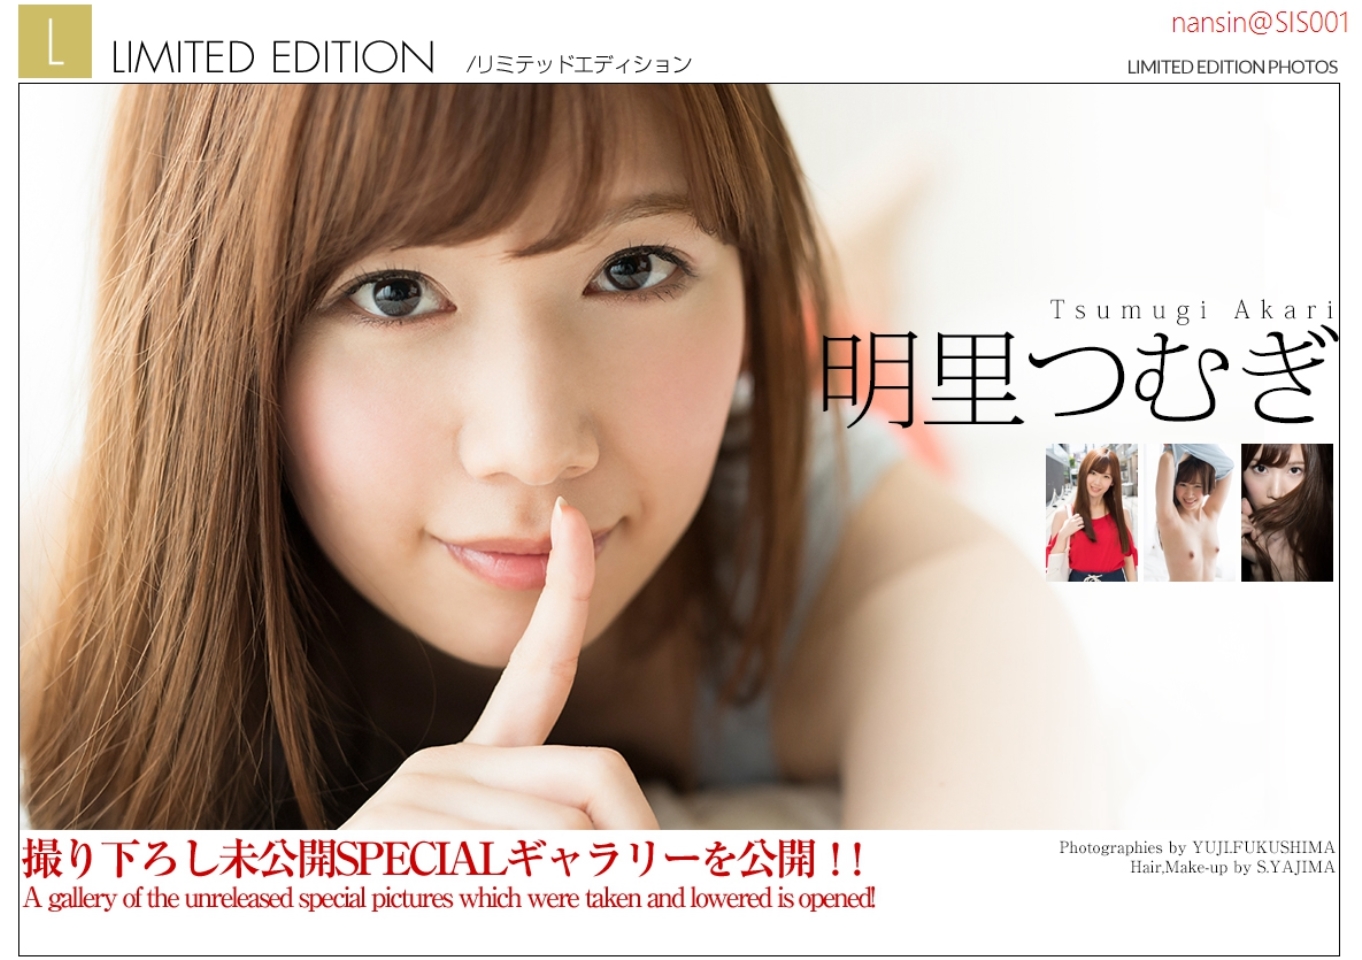 nansin@SIS001
L
LIMITED EDITION /リミテッドエディション
LIMITED EDITION PHOTOS
Tsumugi Akari
明里つむぎ
撮り下ろし未公開SPECIALギャラリーを公開！！
A gallery of the unreleased special pictures which were taken and lowered is opened!
Photographies by YUJI.FUKUSHIMA
Hair,Make-up by S.YAJIMA